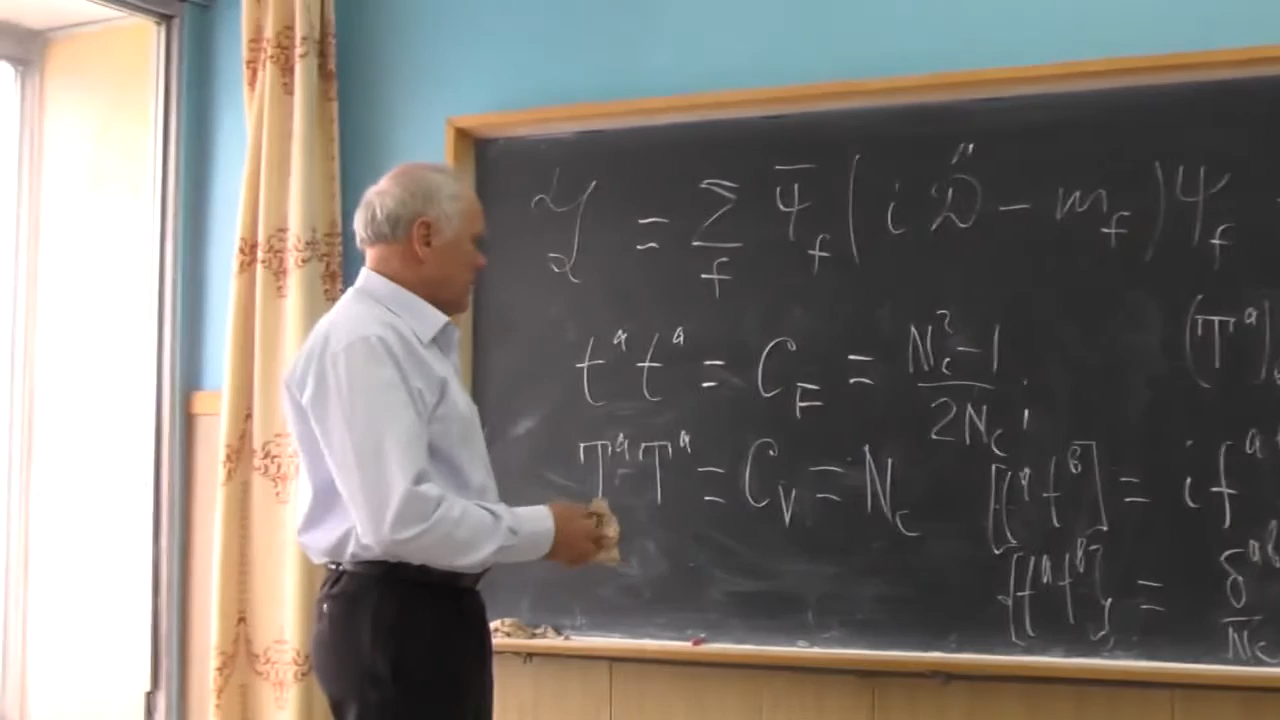 ℒ = Σ_f Ψ̄_f ( i D̂ − m_f ) Ψ_f
t^a t^a = C_F = (N_c^2 − 1) / (2N_c) ;
(T^a)
T^a T^a = C_V = N_c
[t^a t^b] = i f^a
{t^a t^b} = δ^{ab} / N_c